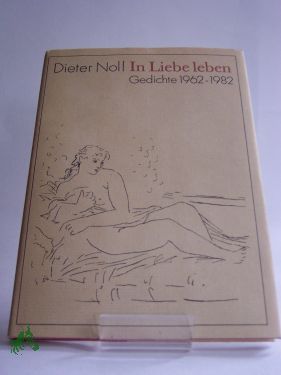 Dieter Noll In Liebe leben
Gedichte 1962-1982